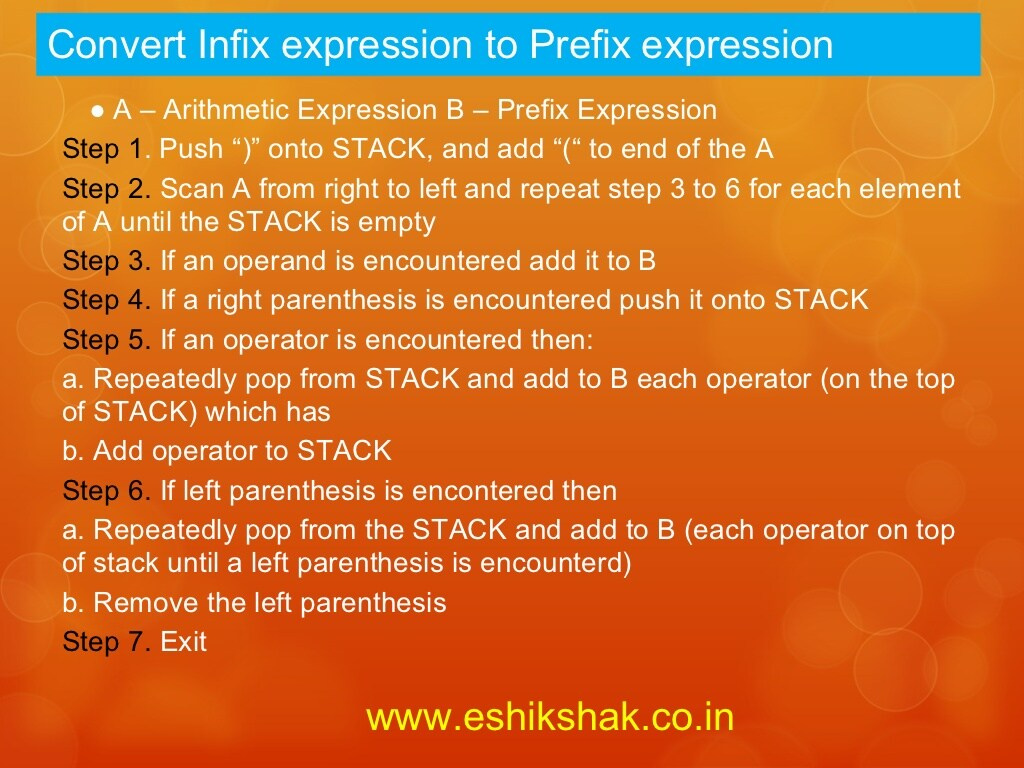 Convert Infix expression to Prefix expression
● A – Arithmetic Expression B – Prefix Expression
Step 1. Push “)” onto STACK, and add “(“ to end of the A
Step 2. Scan A from right to left and repeat step 3 to 6 for each element
of A until the STACK is empty
Step 3. If an operand is encountered add it to B
Step 4. If a right parenthesis is encountered push it onto STACK
Step 5. If an operator is encountered then:
a. Repeatedly pop from STACK and add to B each operator (on the top
of STACK) which has
b. Add operator to STACK
Step 6. If left parenthesis is encontered then
a. Repeatedly pop from the STACK and add to B (each operator on top
of stack until a left parenthesis is encounterd)
b. Remove the left parenthesis
Step 7. Exit
www.eshikshak.co.in